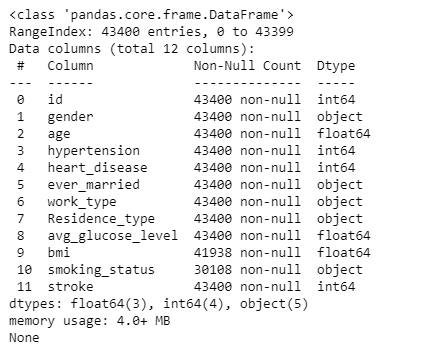 <class 'pandas.core.frame.DataFrame'>
RangeIndex: 43400 entries, 0 to 43399
Data columns (total 12 columns):
 #   Column             Non-Null Count  Dtype
---  ------             --------------  -----
 0   id                 43400 non-null  int64
 1   gender             43400 non-null  object
 2   age                43400 non-null  float64
 3   hypertension       43400 non-null  int64
 4   heart_disease      43400 non-null  int64
 5   ever_married       43400 non-null  object
 6   work_type          43400 non-null  object
 7   Residence_type     43400 non-null  object
 8   avg_glucose_level  43400 non-null  float64
 9   bmi                41938 non-null  float64
 10  smoking_status     30108 non-null  object
 11  stroke             43400 non-null  int64
dtypes: float64(3), int64(4), object(5)
memory usage: 4.0+ MB
None